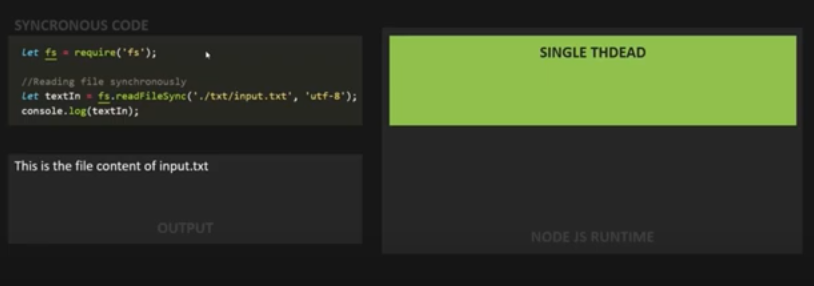 SYNCRONOUS CODE
let fs = require('fs');
//Reading file synchronously
let textIn = fs.readFileSync('./txt/input.txt', 'utf-8');
console.log(textIn);
This is the file content of input.txt
OUTPUT
SINGLE THDEAD
NODE JS RUNTIME